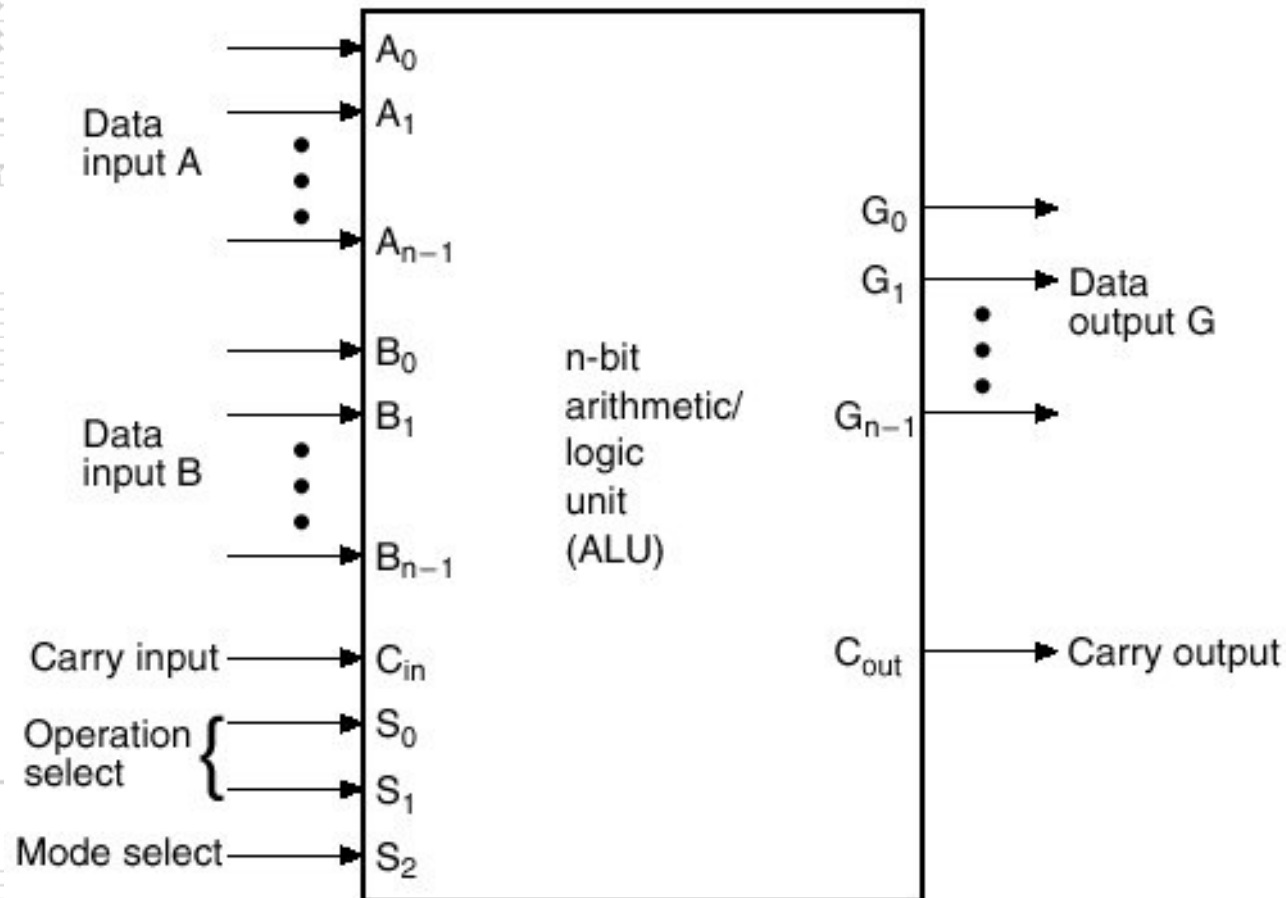 Data
input A
A₀
A₁
Aₙ₋₁
Data
input B
B₀
B₁
Bₙ₋₁
Carry input
Cᵢₙ
Operation
select
{
S₀
S₁
Mode select
S₂
n-bit
arithmetic/
logic
unit
(ALU)
G₀
G₁
Gₙ₋₁
Data
output G
Cₒᵤₜ
Carry output